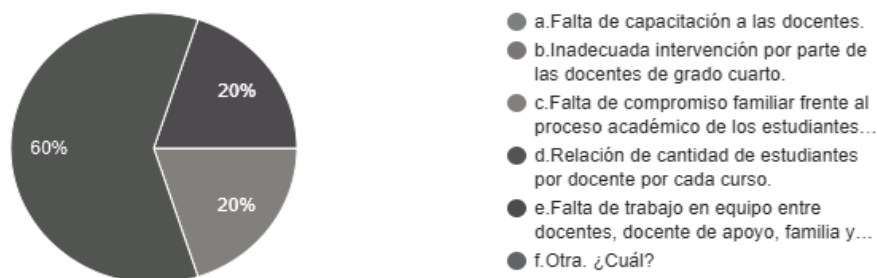 60%
20%
20%
a.Falta de capacitación a las docentes.
b.Inadecuada intervención por parte de
las docentes de grado cuarto.
c.Falta de compromiso familiar frente al
proceso académico de los estudiantes...
d.Relación de cantidad de estudiantes
por docente por cada curso.
e.Falta de trabajo en equipo entre
docentes, docente de apoyo, familia y...
f.Otra. ¿Cuál?